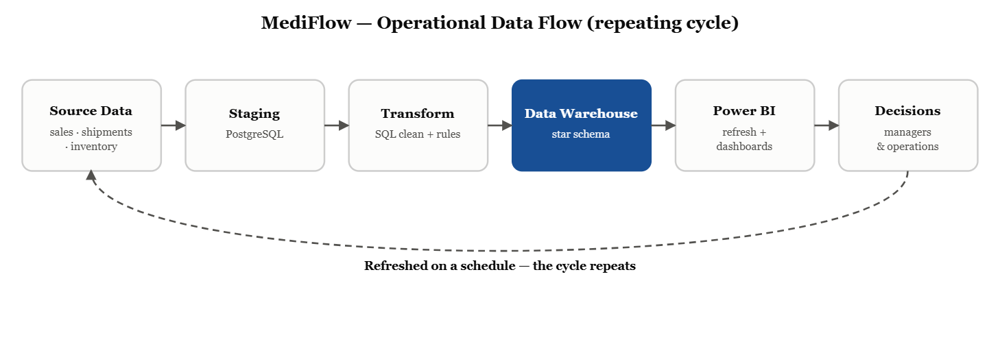 MediFlow — Operational Data Flow (repeating cycle)
Source Data
sales · shipments
· inventory
Staging
PostgreSQL
Transform
SQL clean + rules
Data Warehouse
star schema
Power BI
refresh +
dashboards
Decisions
managers
& operations
Refreshed on a schedule — the cycle repeats